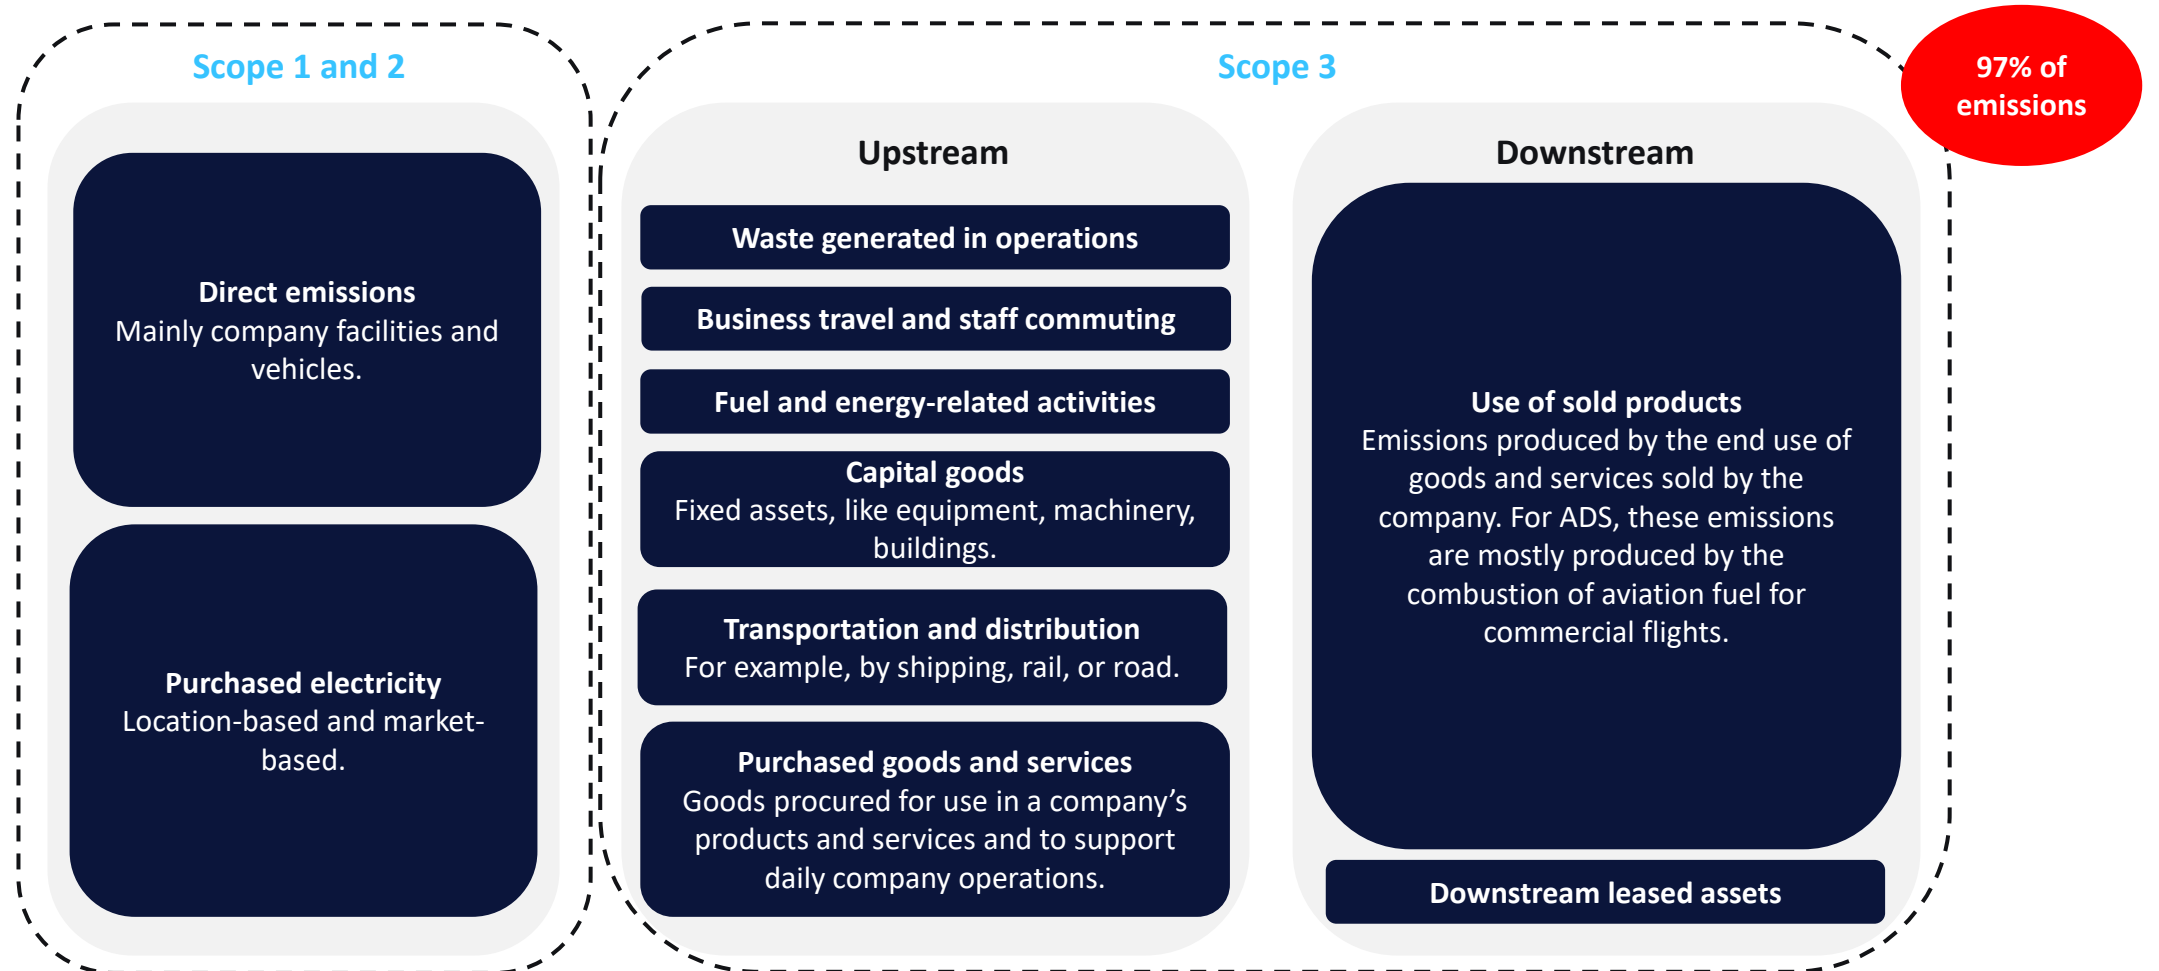 Scope 1 and 2
Direct emissions
Mainly company facilities and
vehicles.
Purchased electricity
Location-based and market-
based.
Scope 3
97% of
emissions
Upstream
Waste generated in operations
Business travel and staff commuting
Fuel and energy-related activities
Capital goods
Fixed assets, like equipment, machinery,
buildings.
Transportation and distribution
For example, by shipping, rail, or road.
Purchased goods and services
Goods procured for use in a company’s
products and services and to support
daily company operations.
Downstream
Use of sold products
Emissions produced by the end use of
goods and services sold by the
company. For ADS, these emissions
are mostly produced by the
combustion of aviation fuel for
commercial flights.
Downstream leased assets